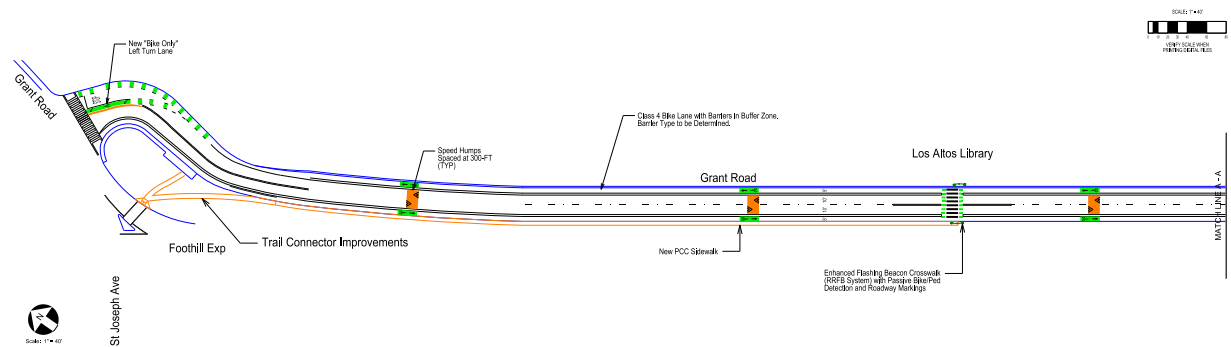 SCALE: 1"=40'
VERIFY SCALE WHEN
PRINTING DIGITAL FILES
New "Bike Only"
Left Turn Lane
Grant Road
Class 4 Bike Lane with Barriers in Buffer Zone.
Barrier Type to be Determined.
Speed Humps
Spaced at 300-FT
(TYP)
Los Altos Library
Grant Road
MATCH LINE A - A
Trail Connector Improvements
Foothill Exp
New PCC Sidewalk
Enhanced Flashing Beacon Crosswalk
(RRFB System) with Passive Bike/Ped
Detection and Roadway Markings
St Joseph Ave
N
Scale: 1" = 40'